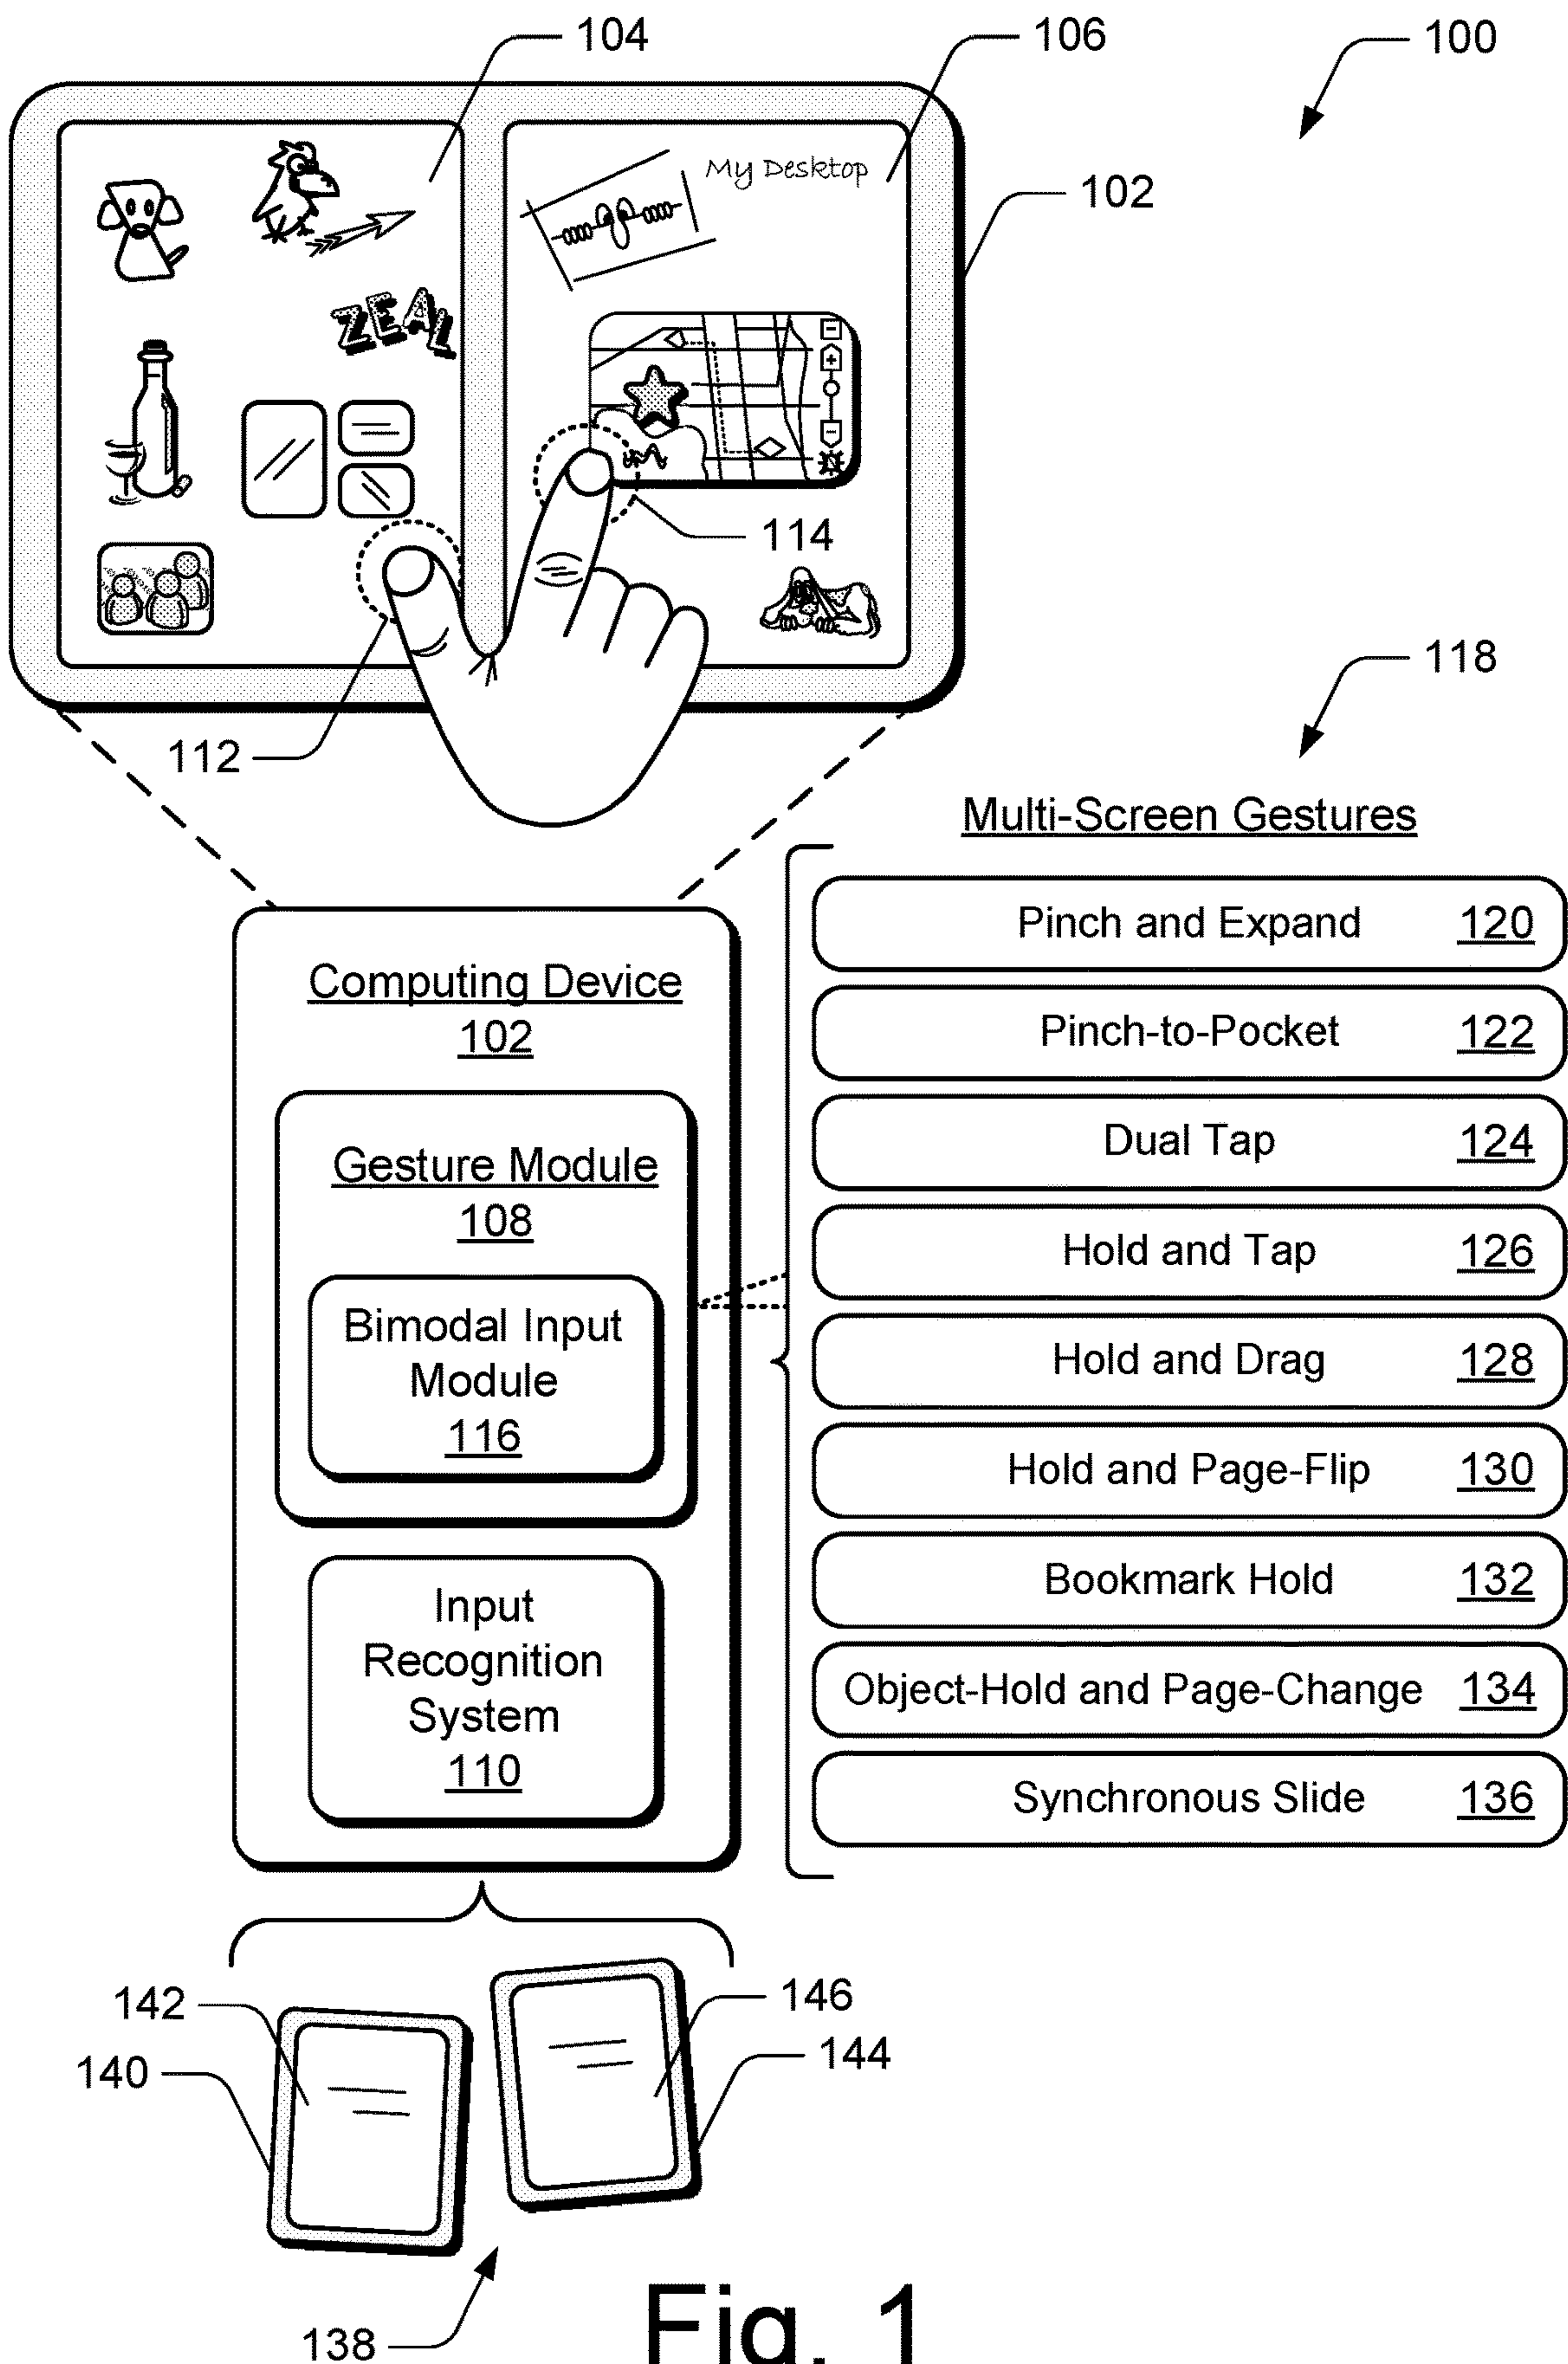 104
106
100
My Desktop
102
ZEAL
114
112
118
Multi-Screen Gestures
Pinch and Expand 120
Pinch-to-Pocket 122
Dual Tap 124
Hold and Tap 126
Hold and Drag 128
Hold and Page-Flip 130
Bookmark Hold 132
Object-Hold and Page-Change 134
Synchronous Slide 136
Computing Device
102
Gesture Module
108
Bimodal Input
Module
116
Input
Recognition
System
110
142
146
140
144
138
Fig. 1